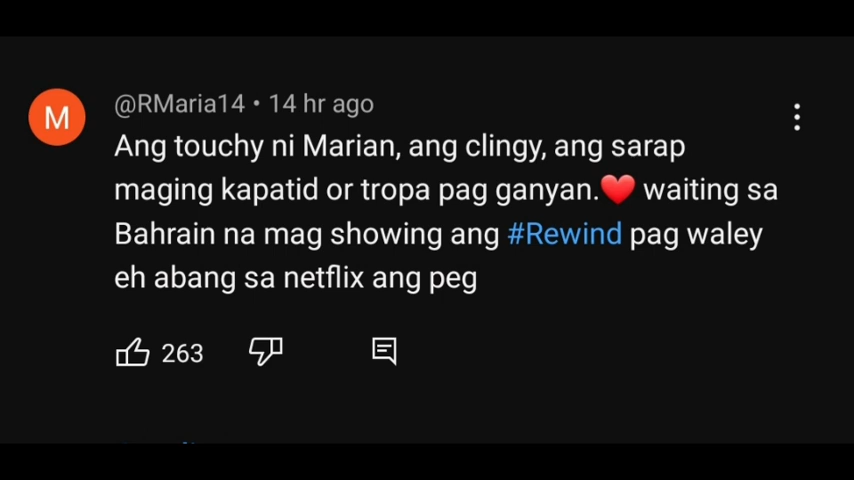 M
@RMaria14 • 14 hr ago
Ang touchy ni Marian, ang clingy, ang sarap
maging kapatid or tropa pag ganyan.❤️ waiting sa
Bahrain na mag showing ang #Rewind pag waley
eh abang sa netflix ang peg
263